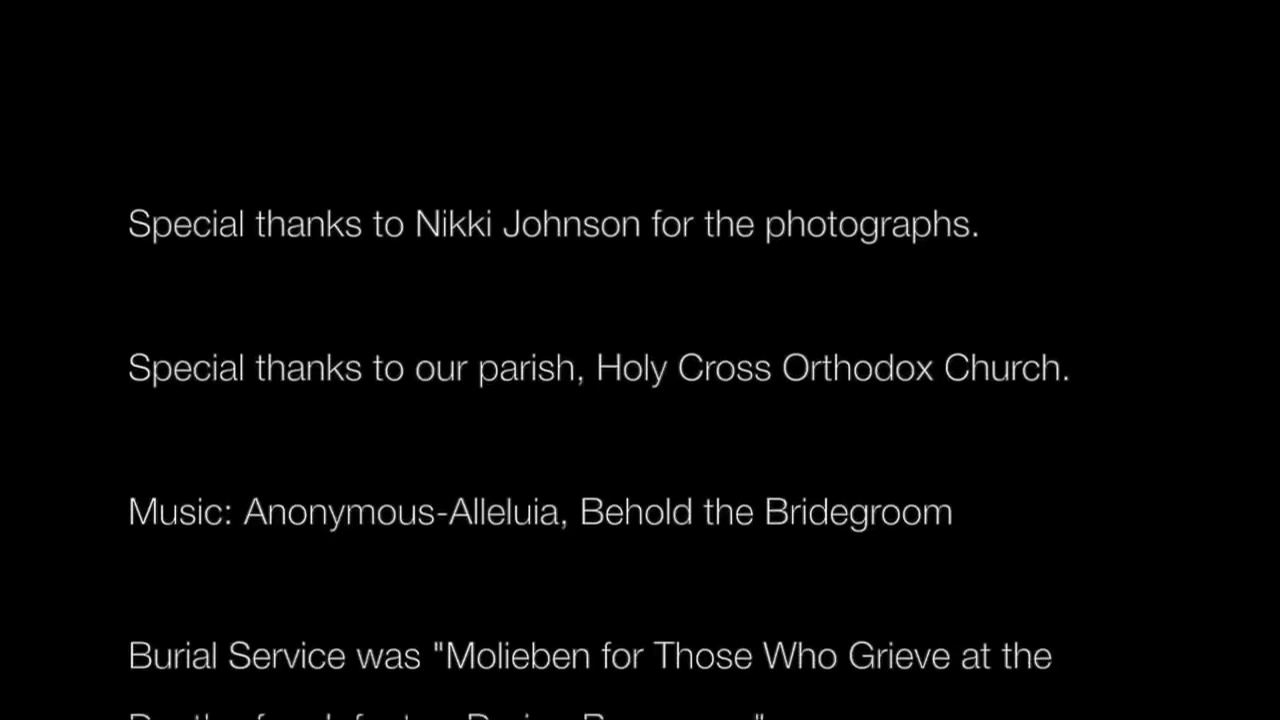 Special thanks to Nikki Johnson for the photographs.
Special thanks to our parish, Holy Cross Orthodox Church.
Music: Anonymous-Alleluia, Behold the Bridegroom
Burial Service was "Molieben for Those Who Grieve at the